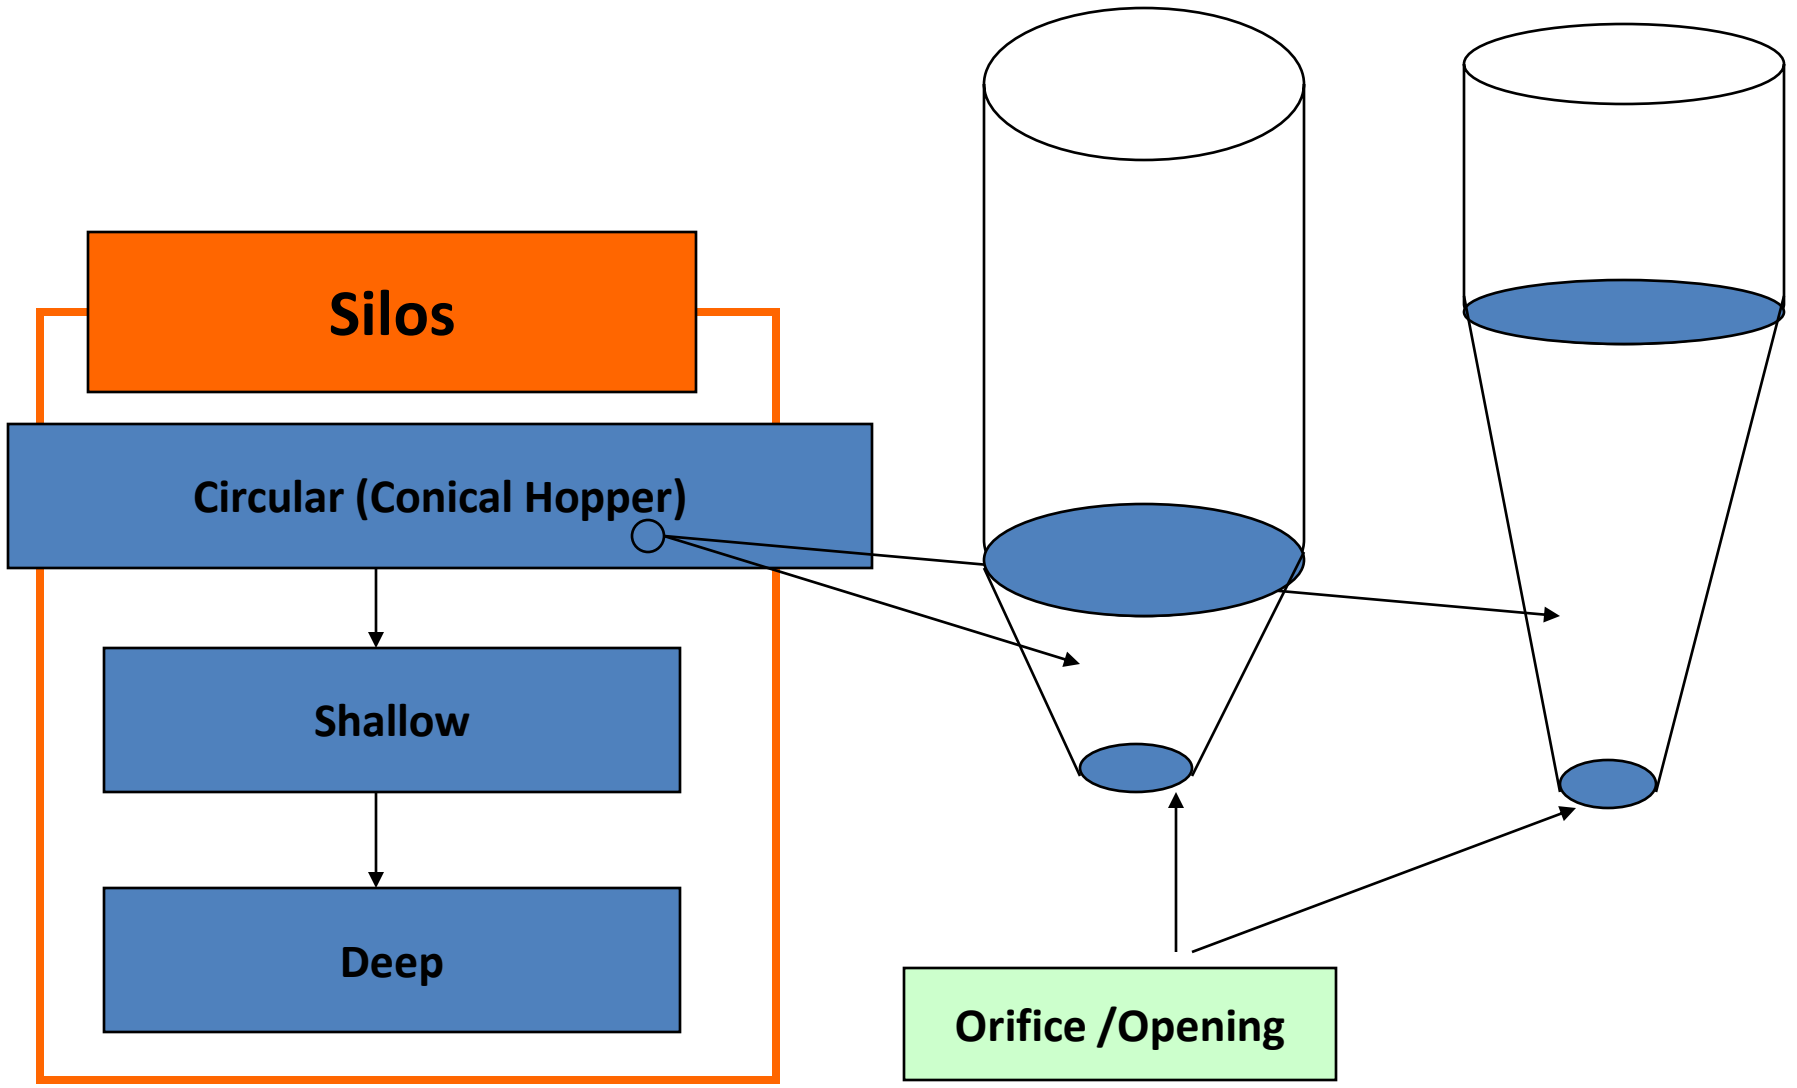 Silos
Circular (Conical Hopper)
Shallow
Deep
Orifice /Opening